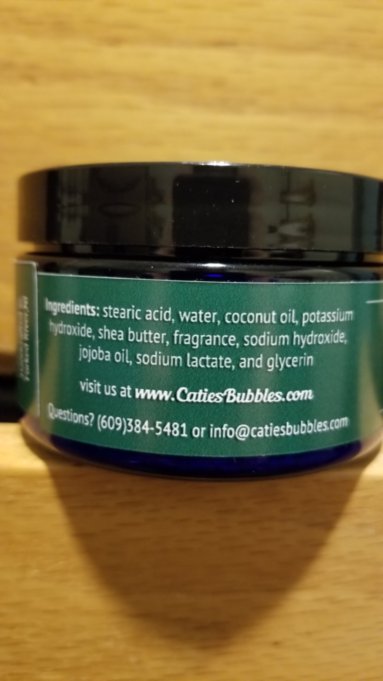 Ingredients: stearic acid, water, coconut oil, potassium
hydroxide, shea butter, fragrance, sodium hydroxide,
jojoba oil, sodium lactate, and glycerin
visit us at www.CatiesBubbles.com
Questions? (609)384-5481 or info@catiesbubbles.com